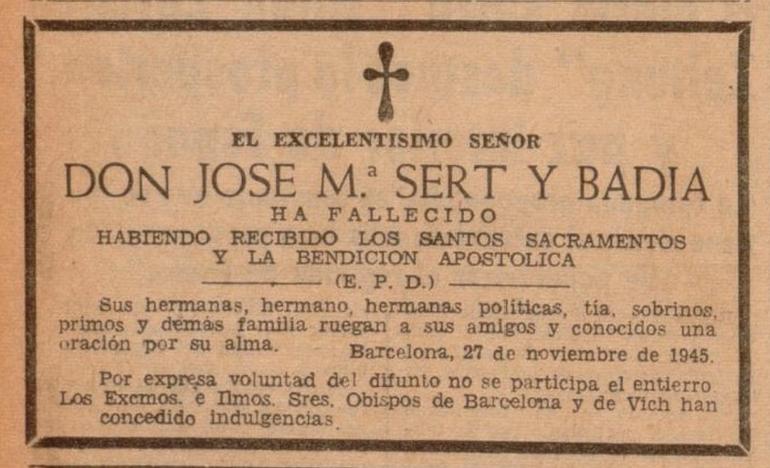 EL EXCELENTISIMO SEÑOR
DON JOSE M.ª SERT Y BADIA
HA FALLECIDO
HABIENDO RECIBIDO LOS SANTOS SACRAMENTOS
Y LA BENDICION APOSTOLICA
(E. P. D.)
Sus hermanas, hermano, hermanas políticas, tía, sobrinos,
primos y demás familia ruegan a sus amigos y conocidos una
oración por su alma. Barcelona, 27 de noviembre de 1945.
Por expresa voluntad del difunto no se participa el entierro
Los Excmos. e Ilmos. Sres. Obispos de Barcelona y de Vich han
concedido indulgencias.